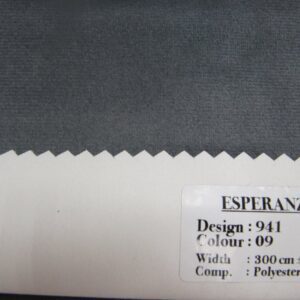 ESPERANZ
Design : 941
Colour : 09
Width : 300 cm
Comp. : Polyester